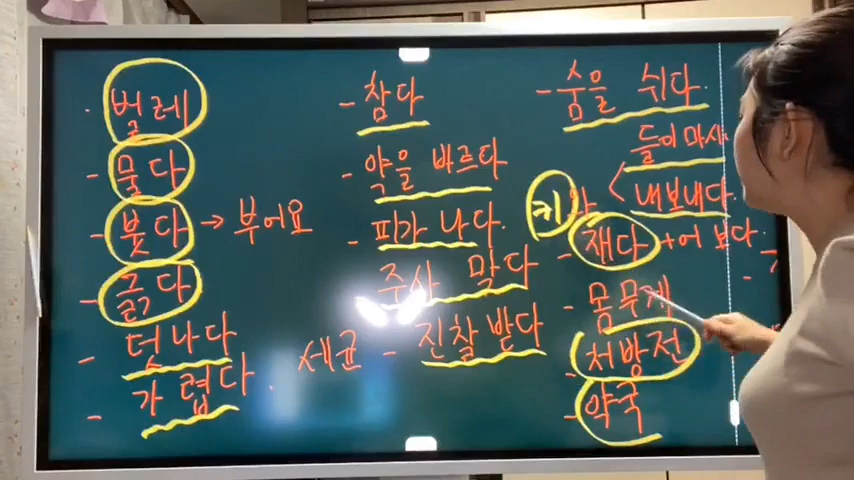 · 벌레
- 물다
- 붓다 → 부어요
- 긁다
- 덧나다
- 가렵다.
- 참다
- 약을 바르다
- 피가 나다.
주사 맞다
세균 - 진찰 받다
- 숨을 쉬다.
들이마시
키 < 내보내다.
- 재다 + 어 보다.
- 몸무게
- 처방전
- 약국